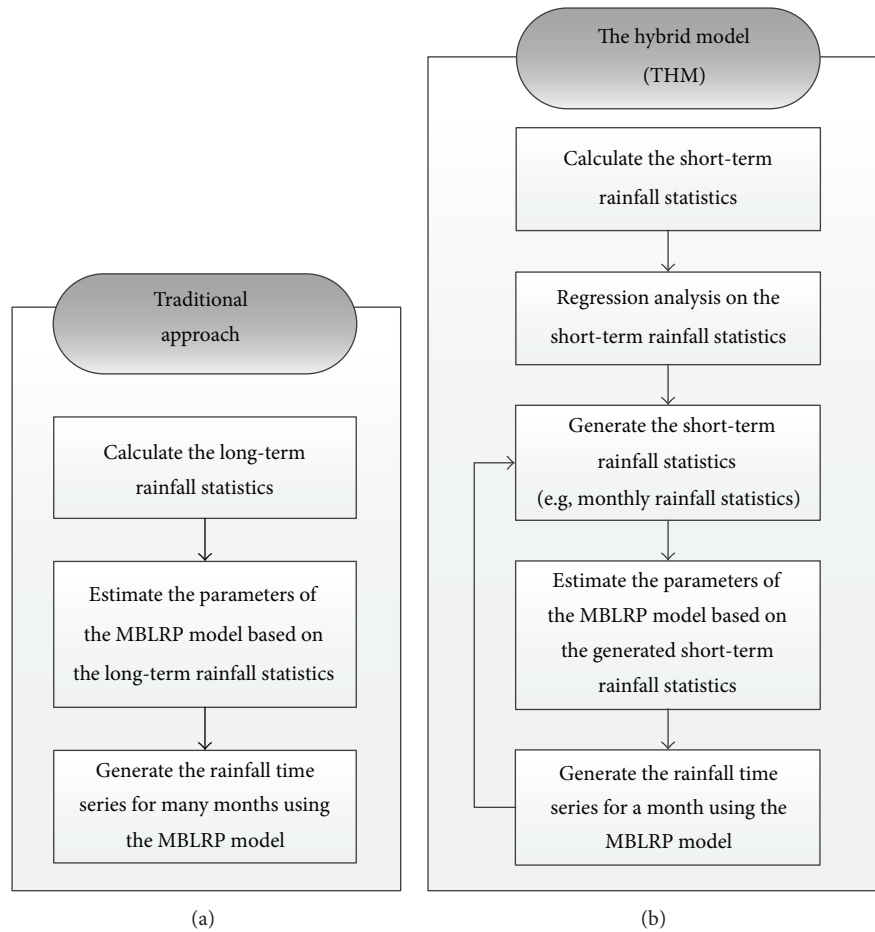 Traditional
approach
Calculate the long-term
rainfall statistics
Estimate the parameters of
the MBLRP model based on
the long-term rainfall statistics
Generate the rainfall time
series for many months using
the MBLRP model
(a)
The hybrid model
(THM)
Calculate the short-term
rainfall statistics
Regression analysis on the
short-term rainfall statistics
Generate the short-term
rainfall statistics
(e.g, monthly rainfall statistics)
Estimate the parameters of
the MBLRP model based on
the generated short-term
rainfall statistics
Generate the rainfall time
series for a month using the
MBLRP model
(b)